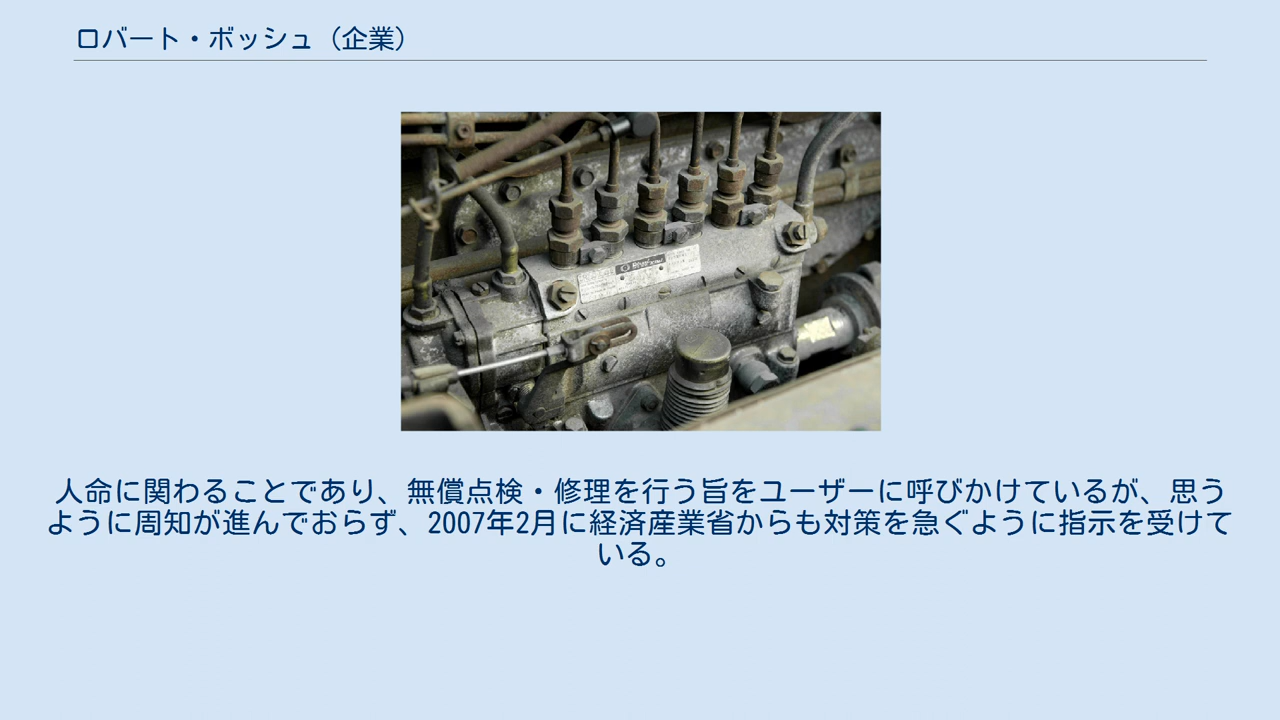 ロバート・ボッシュ（企業）
人命に関わることであり、無償点検・修理を行う旨をユーザーに呼びかけているが、思う
ように周知が進んでおらず、2007年2月に経済産業省からも対策を急ぐように指示を受けて
いる。